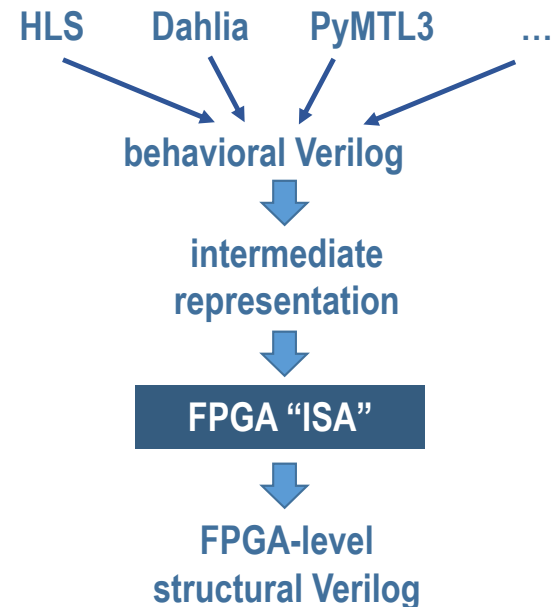 HLS Dahlia PyMTL3 ...
behavioral Verilog
intermediate
representation
FPGA “ISA”
FPGA-level
structural Verilog